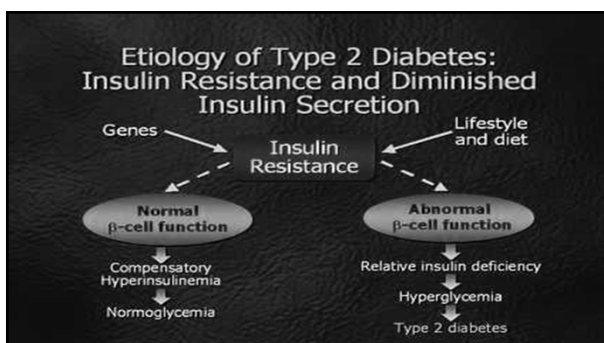 Etiology of Type 2 Diabetes:
Insulin Resistance and Diminished
Insulin Secretion
Genes
Lifestyle
and diet
Insulin
Resistance
Normal
β-cell function
Compensatory
Hyperinsulinemia
Normoglycemia
Abnormal
β-cell function
Relative insulin deficiency
Hyperglycemia
Type 2 diabetes